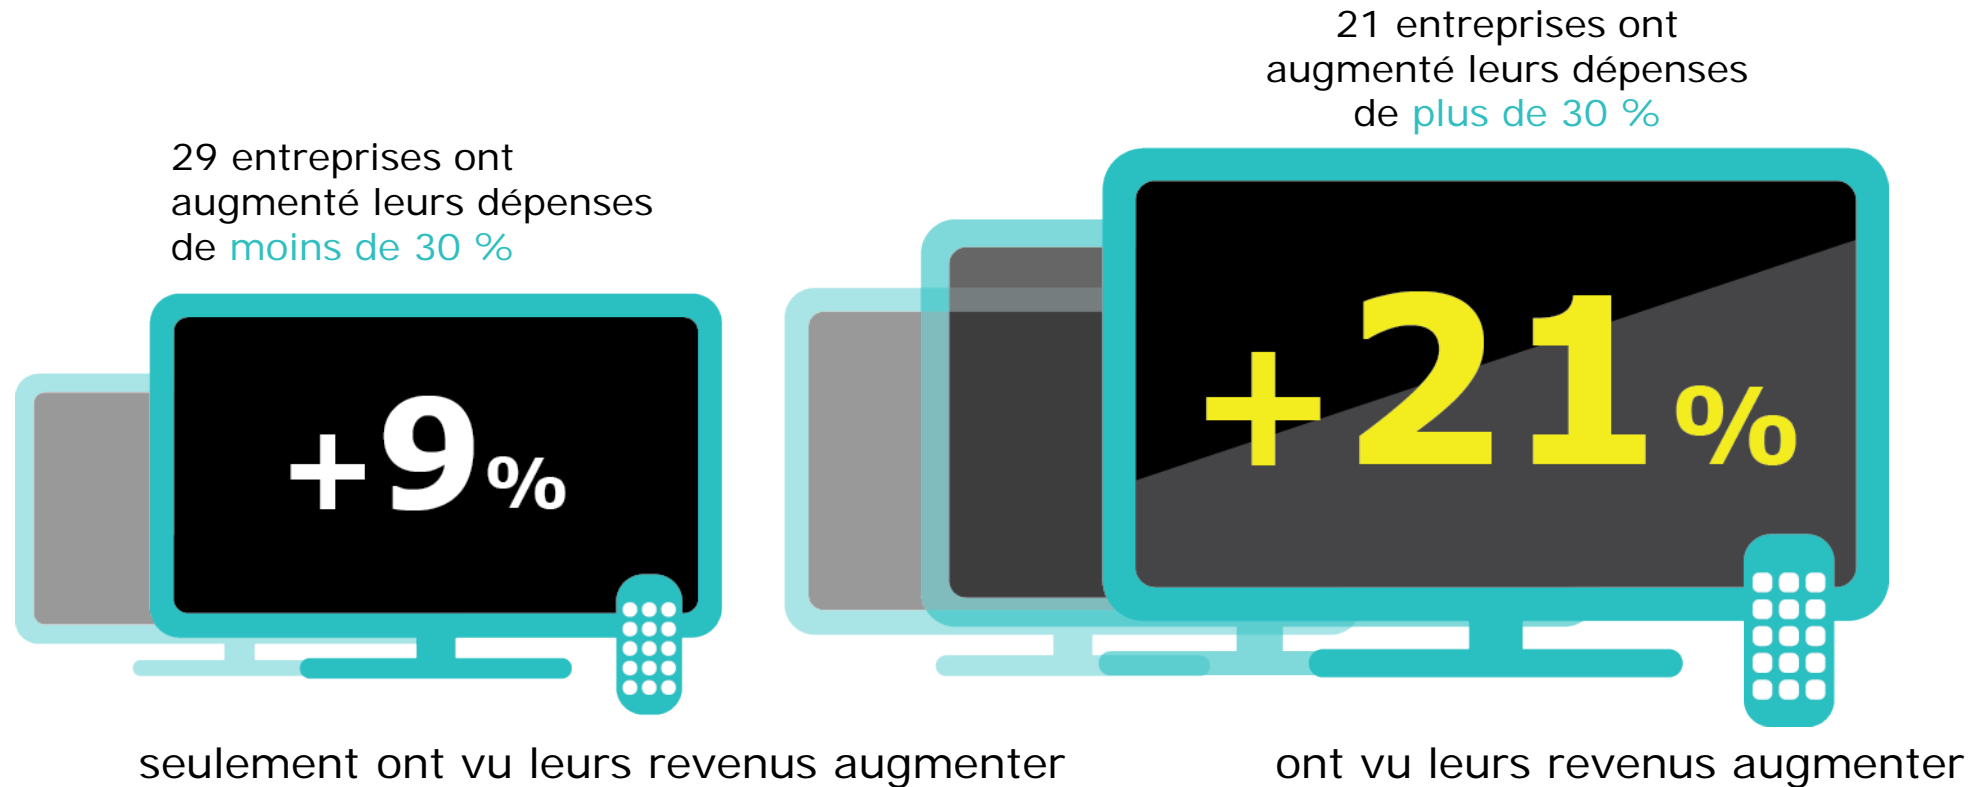 29 entreprises ont
augmenté leurs dépenses
de moins de 30 %
+9%
seulement ont vu leurs revenus augmenter
21 entreprises ont
augmenté leurs dépenses
de plus de 30 %
+21%
ont vu leurs revenus augmenter